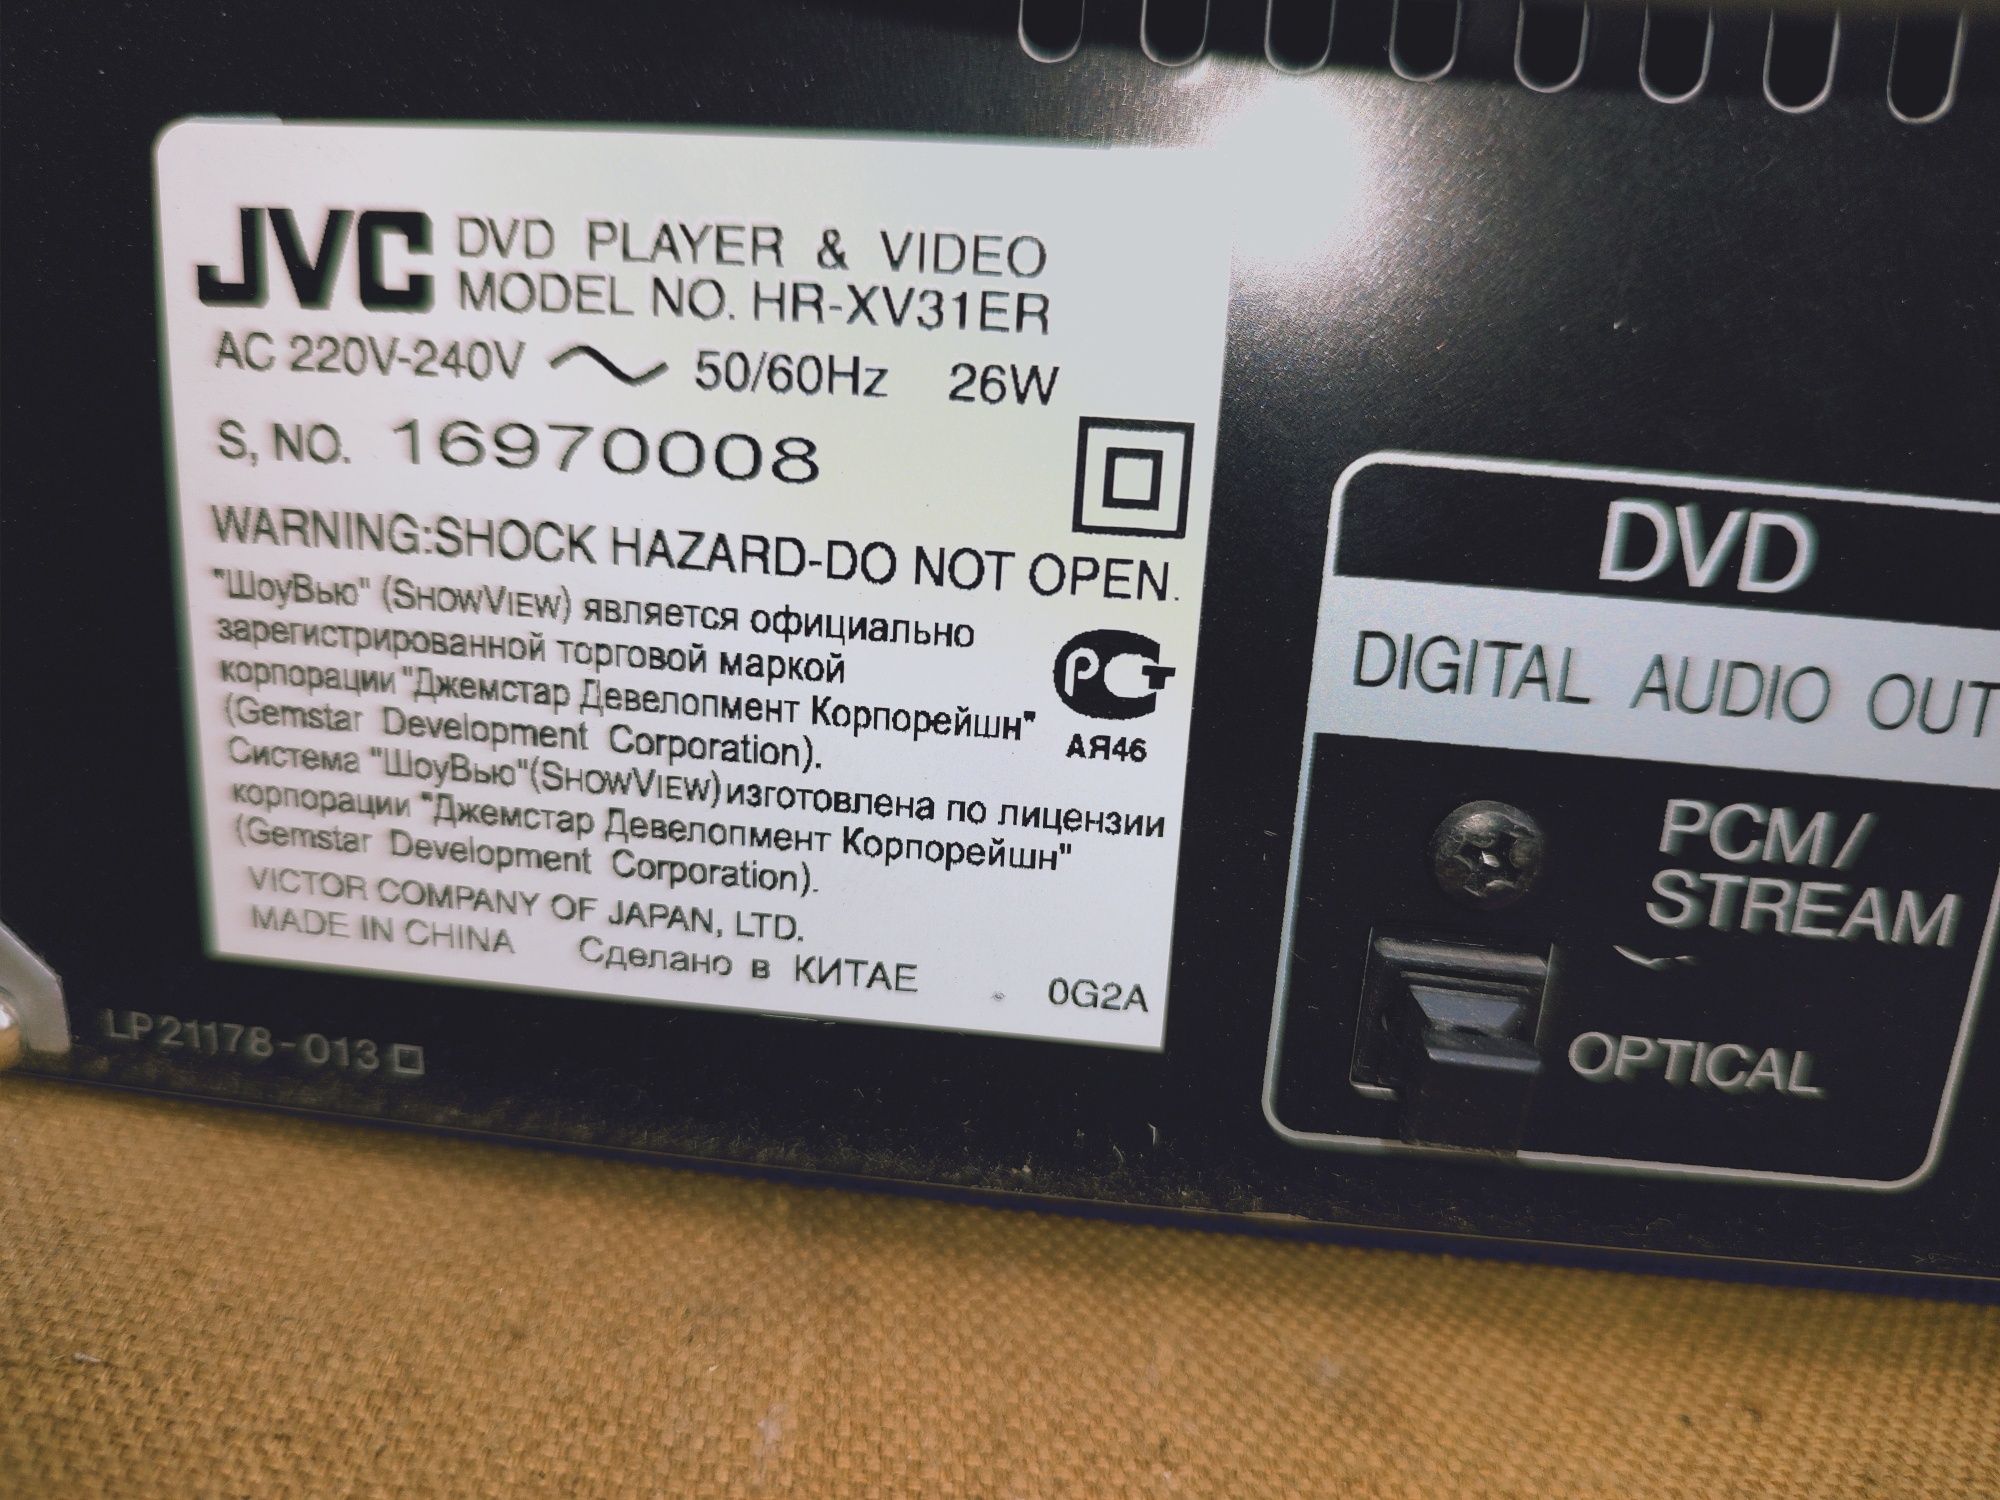 JVC DVD PLAYER & VIDEO
MODEL NO. HR-XV31ER
AC 220V-240V 50/60Hz 26W
S, NO. 16970008
WARNING:SHOCK HAZARD-DO NOT OPEN.
"ШоуВью" (SHOWVIEW) является официально
зарегистрированной торговой маркой
корпорации "Джемстар Девелопмент Корпорейшн"
(Gemstar Development Corporation).
Система "ШоуВью"(SHOWVIEW)изготовлена по лицензии
корпорации "Джемстар Девелопмент Корпорейшн"
(Gemstar Development Corporation).
РСТ
АЯ46
VICTOR COMPANY OF JAPAN, LTD.
MADE IN CHINA Сделано в КИТАЕ 0G2A
LP21178-013
DVD
DIGITAL AUDIO OUT
PCM/
STREAM
OPTICAL